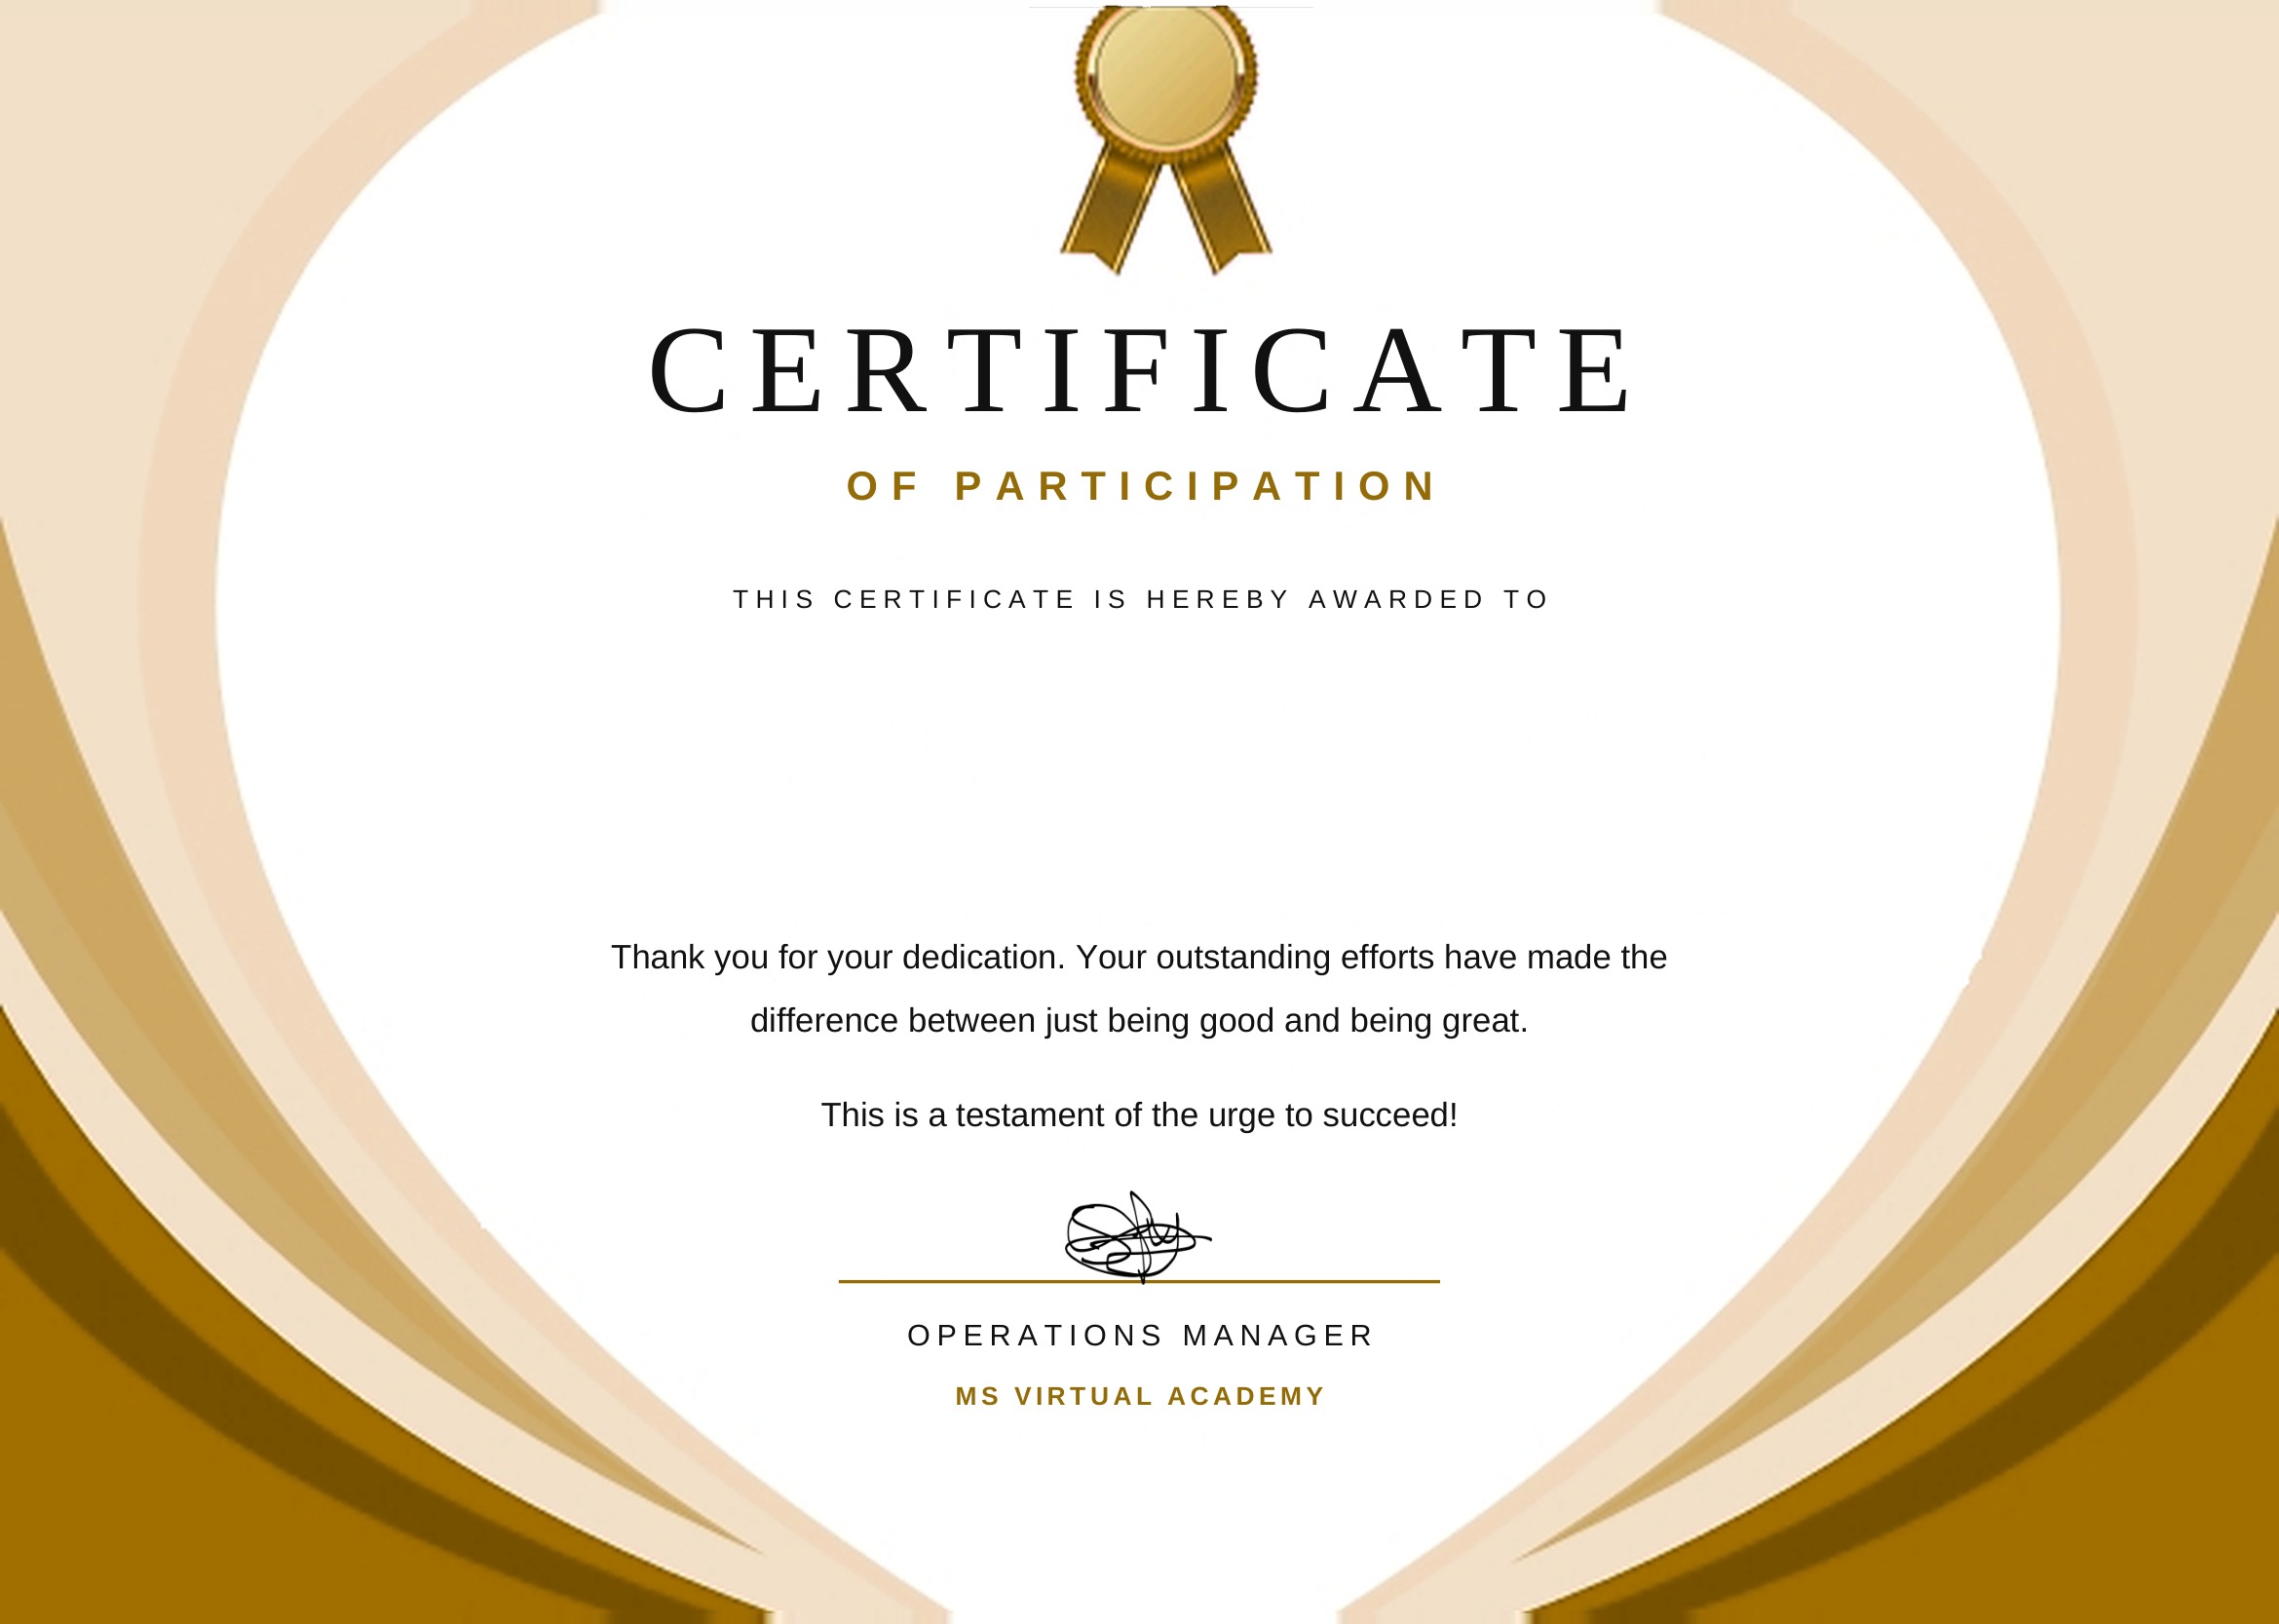 CERTIFICATE
OF PARTICIPATION
THIS CERTIFICATE IS HEREBY AWARDED TO
Thank you for your dedication. Your outstanding efforts have made the
difference between just being good and being great.
This is a testament of the urge to succeed!
OPERATIONS MANAGER
MS VIRTUAL ACADEMY